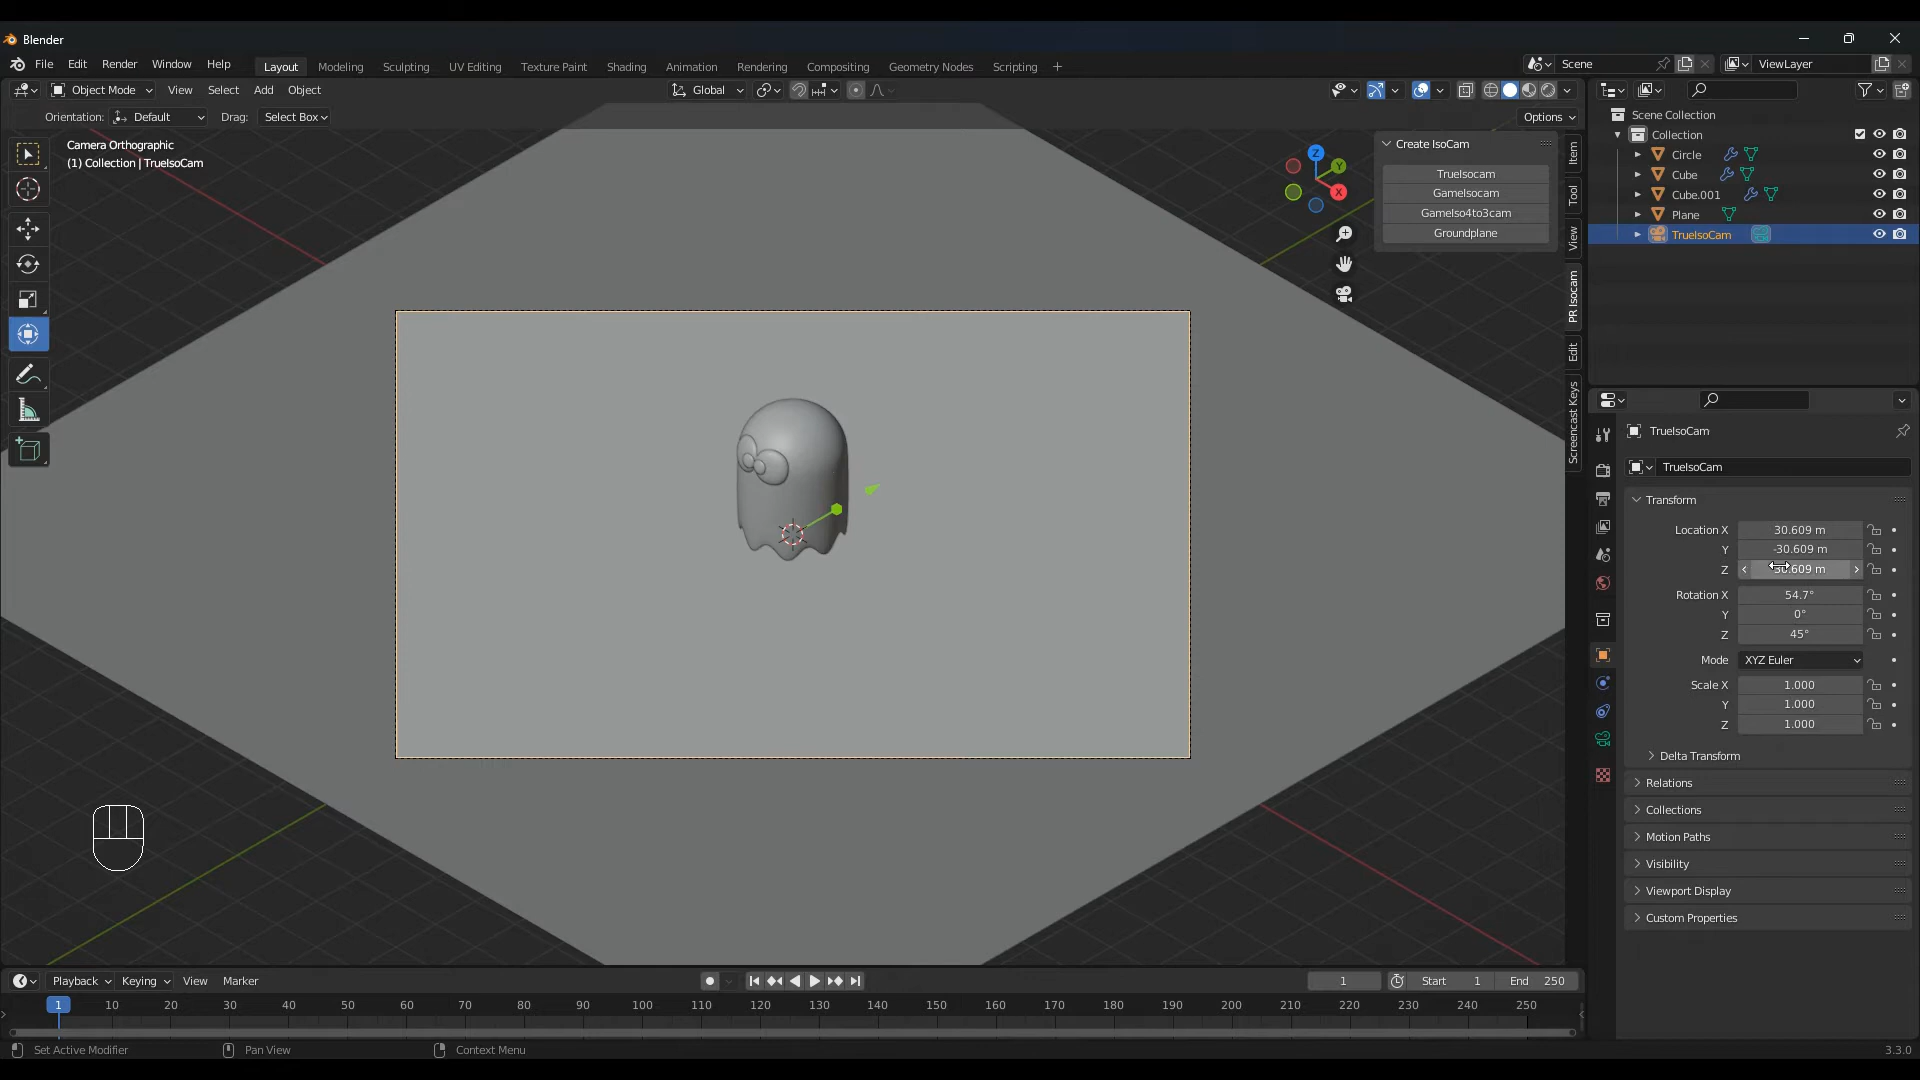 Blender
File Edit Render Window Help Layout Modeling Sculpting UV Editing Texture Paint Shading Animation Rendering Compositing Geometry Nodes Scripting + Scene ViewLayer
Object Mode View Select Add Object Global
Orientation: Default Drag: Select Box Options
Camera Orthographic
(1) Collection | TrueIsoCam
Z
Y
X
Create IsoCam
TrueIsocam
GameIsocam
GameIso4to3cam
Groundplane
Item
Tool
View
PR Isocam
Edit
Screencast Keys
Scene Collection
Collection
Circle
Cube
Cube.001
Plane
TrueIsoCam
TrueIsoCam
TrueIsoCam
Transform
Location X 30.609 m
Y -30.609 m
Z 30.609 m
Rotation X 54.7°
Y 0°
Z 45°
Mode XYZ Euler
Scale X 1.000
Y 1.000
Z 1.000
Delta Transform
Relations
Collections
Motion Paths
Visibility
Viewport Display
Custom Properties
Playback Keying View Marker 1 Start 1 End 250
1 10 20 30 40 50 60 70 80 90 100 110 120 130 140 150 160 170 180 190 200 210 220 230 240 250
Set Active Modifier Pan View Context Menu 3.3.0